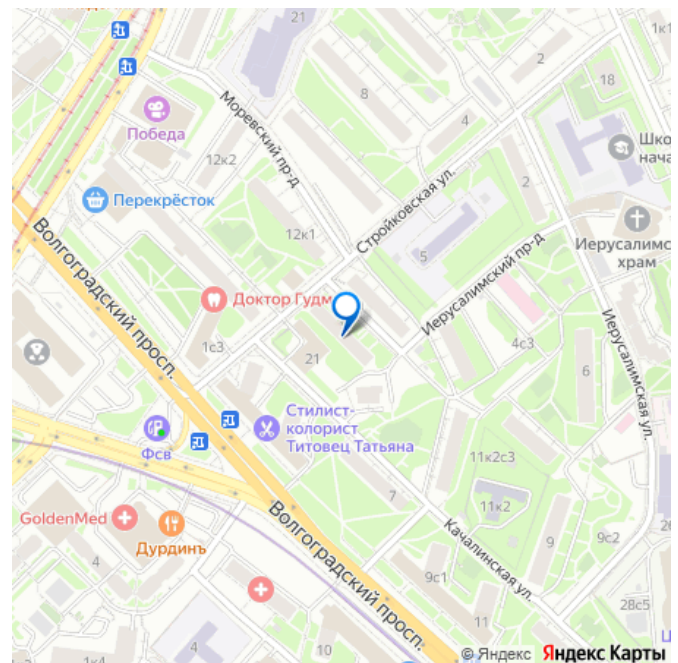 21
1к1
2
18
8
Победа
Моревский пр-д
4
Шко
нача
12к2
2
Перекрёсток
Стройковская ул.
Волгоградский просп.
12к1
5
Иерусалимс
храм
Иерусалимский пр-д
Доктор Гудм
1с3
21
4с3
6
Иерусалимская ул.
Стилист-
колорист
Титовец Татьяна
Фсв
11к2с3
7
11к2
GoldenMed
Волгоградский просп.
Качалинская ул.
Дурдинъ
4
9
9с2
9с1
28с5
11
1к4
© Яндекс Яндекс Карты